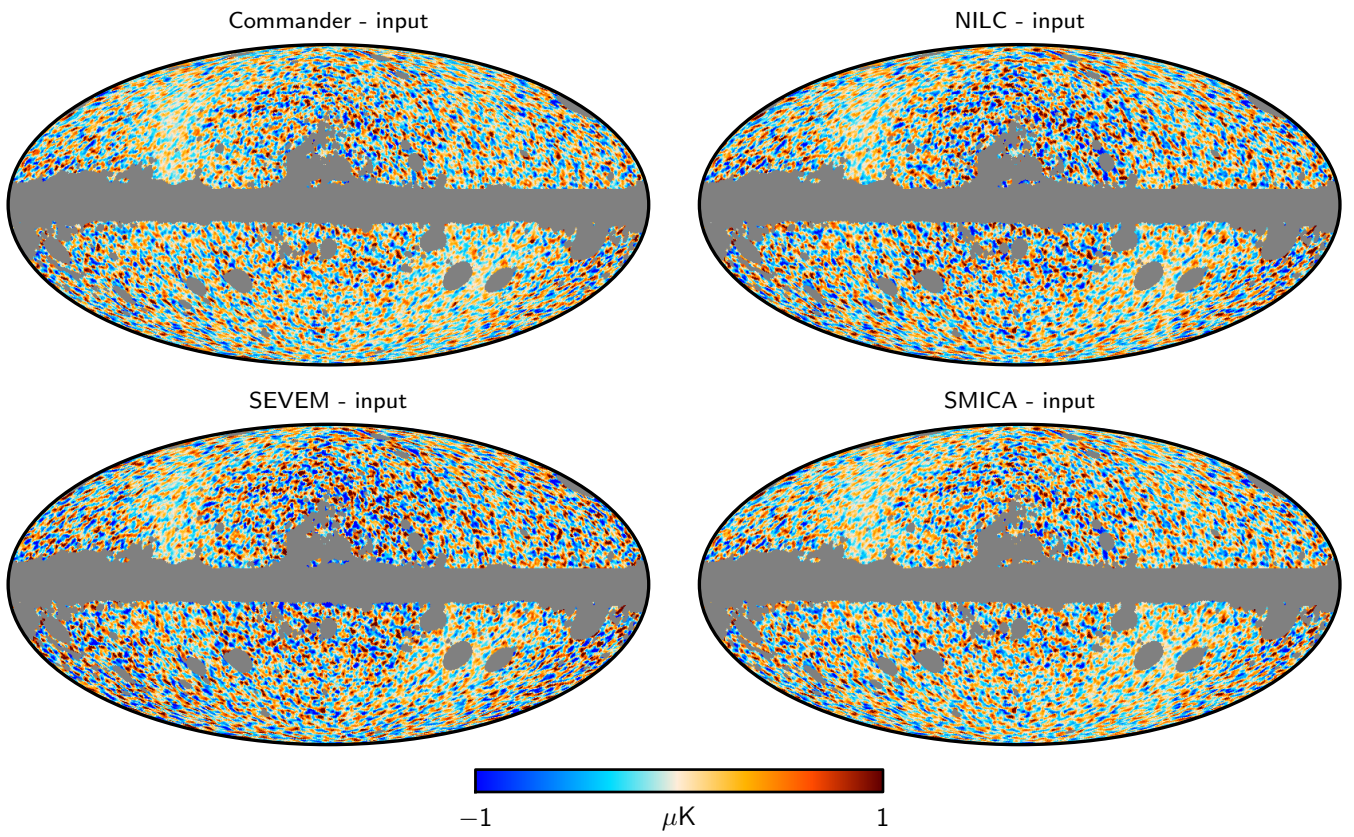 Commander - input
NILC - input
SEVEM - input
SMICA - input
−1 μK 1